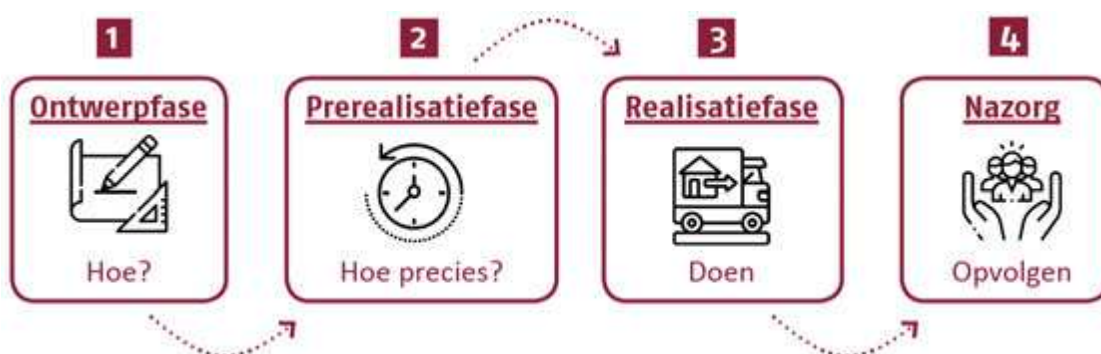 1
Ontwerpfase
Hoe?
2
Prerealisatiefase
Hoe precies?
3
Realisatiefase
Doen
4
Nazorg
Opvolgen